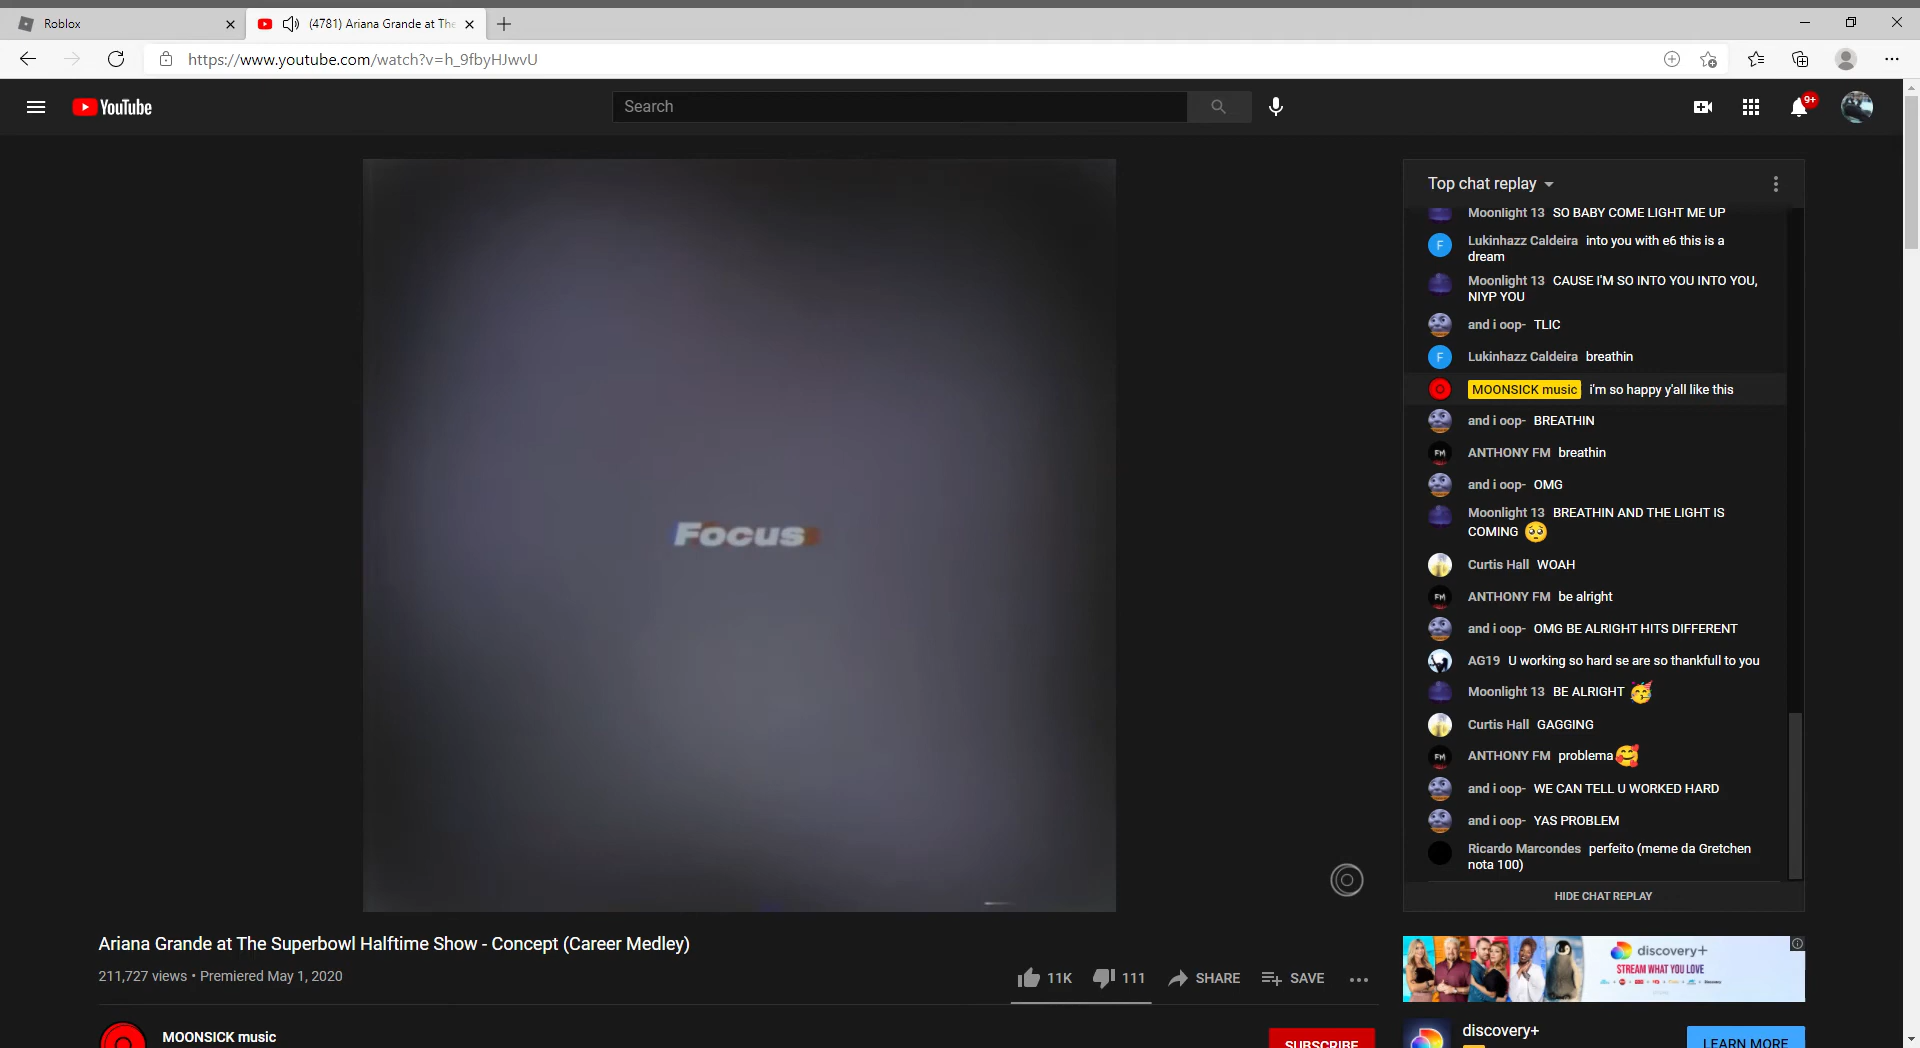 Roblox
(4781) Ariana Grande at The
https://www.youtube.com/watch?v=h_9fbyHJwvU
YouTube
Search
9+
Focus
Top chat replay
Moonlight 13 SO BABY COME LIGHT ME UP
F
Lukinhazz Caldeira into you with e6 this is a
dream
Moonlight 13 CAUSE I'M SO INTO YOU INTO YOU,
NIYP YOU
and i oop- TLIC
F
Lukinhazz Caldeira breathin
MOONSICK music i'm so happy y'all like this
and i oop- BREATHIN
FM
ANTHONY FM breathin
and i oop- OMG
Moonlight 13 BREATHIN AND THE LIGHT IS
COMING 🥺
Curtis Hall WOAH
FM
ANTHONY FM be alright
and i oop- OMG BE ALRIGHT HITS DIFFERENT
AG19 U working so hard se are so thankfull to you
Moonlight 13 BE ALRIGHT 🥳
Curtis Hall GAGGING
FM
ANTHONY FM problema🥰
and i oop- WE CAN TELL U WORKED HARD
and i oop- YAS PROBLEM
Ricardo Marcondes perfeito (meme da Gretchen
nota 100)
HIDE CHAT REPLAY
Ariana Grande at The Superbowl Halftime Show - Concept (Career Medley)
211,727 views • Premiered May 1, 2020
11K
111
SHARE
SAVE
MOONSICK music
SUBSCRIBE
discovery+
STREAM WHAT YOU LOVE
discovery+
LEARN MORE